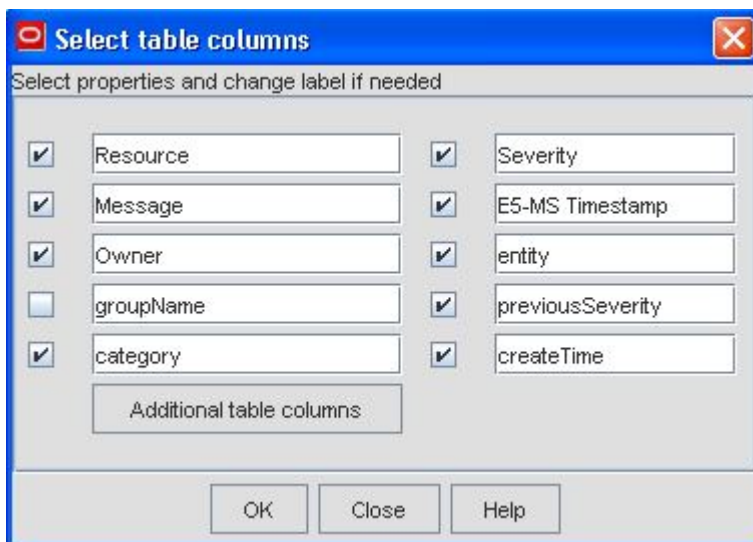 Select table columns
Select properties and change label if needed
Resource
Severity
Message
E5-MS Timestamp
Owner
entity
groupName
previousSeverity
category
createTime
Additional table columns
OK
Close
Help